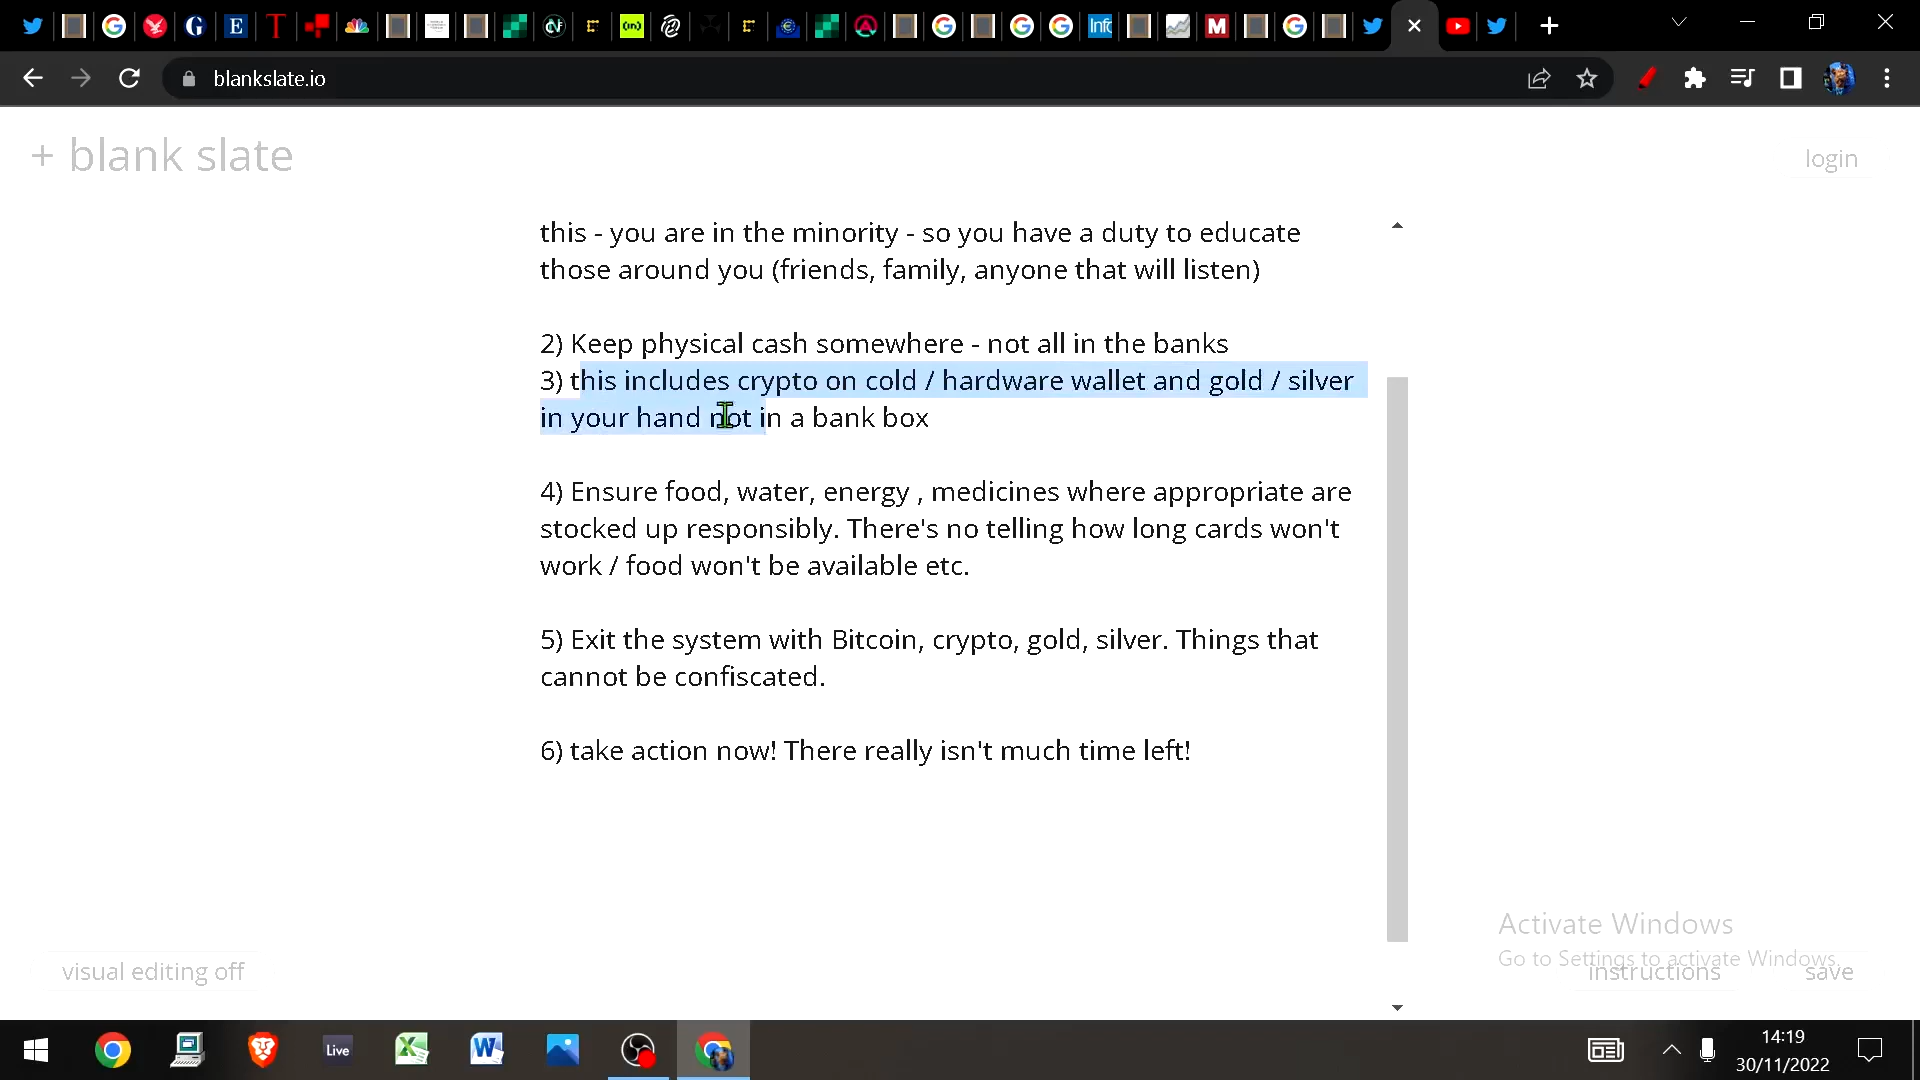 blankslate.io
+ blank slate
login
this - you are in the minority - so you have a duty to educate
those around you (friends, family, anyone that will listen)
2) Keep physical cash somewhere - not all in the banks
3) this includes crypto on cold / hardware wallet and gold / silver
in your hand not in a bank box
4) Ensure food, water, energy , medicines where appropriate are
stocked up responsibly. There's no telling how long cards won't
work / food won't be available etc.
5) Exit the system with Bitcoin, crypto, gold, silver. Things that
cannot be confiscated.
6) take action now! There really isn't much time left!
Activate Windows
Go to Settings to activate Windows.
visual editing off
instructions
save
Live
14:19
30/11/2022